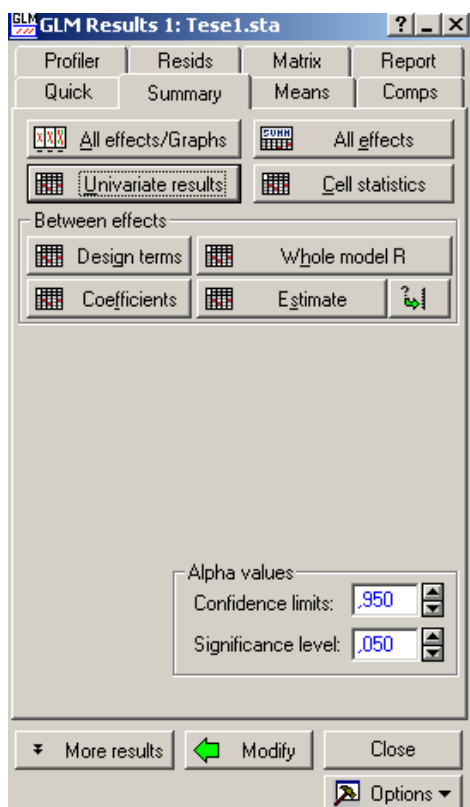 GLM GLM Results 1: Tese1.sta
Profiler Resids Matrix Report
Quick Summary Means Comps
All effects/Graphs SUMM All effects
Univariate results Cell statistics
Between effects
Design terms Whole model R
Coefficients Estimate ?
Alpha values
Confidence limits: ,950
Significance level: ,050
More results Modify Close
Options